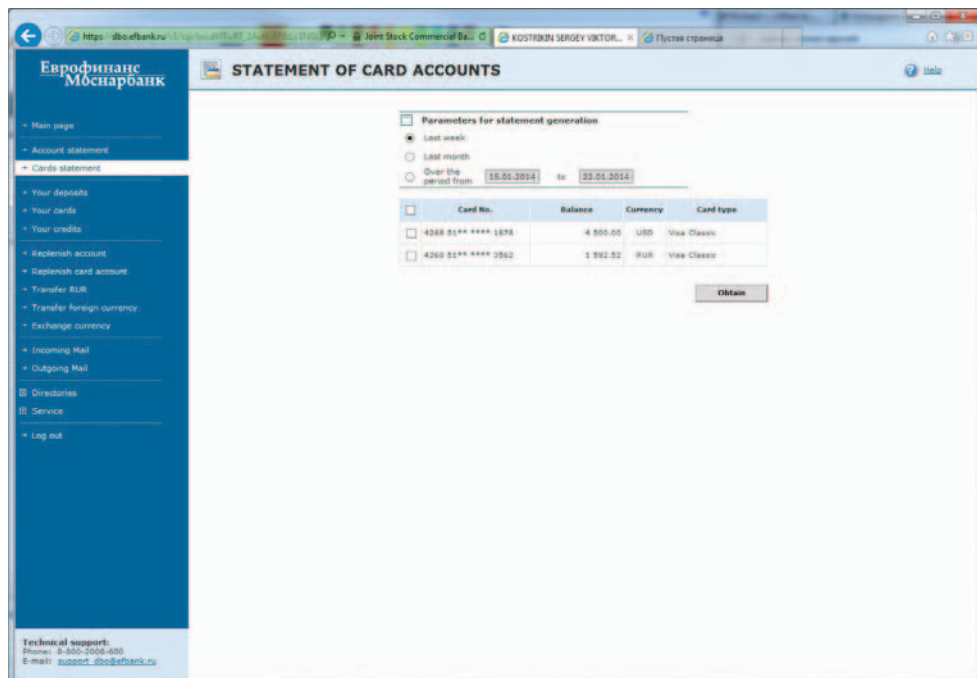 https dbo.efbank.ru
Joint Stock Commercial Ba...
KOSTRIKIN SERGEY VIKTOR...
Пустая страница
Еврофинанс
Моснарбанк
STATEMENT OF CARD ACCOUNTS
Help
Main page
Account statement
Cards statement
Your deposits
Your cards
Your credits
Replenish account
Replenish card account
Transfer RUR
Transfer foreign currency
Exchange currency
Incoming Mail
Outgoing Mail
Directories
Service
Log out
Parameters for statement generation
Last week
Last month
Over the
period from 15.01.2014 to 22.01.2014
Card No. Balance Currency Card type
4268 51** **** 1878 4 500.00 USD Visa Classic
4268 51** **** 3562 1 592.52 RUR Visa Classic
Obtain
Technical support:
Phone: 8-800-2008-600
E-mail: support_dbo@efbank.ru